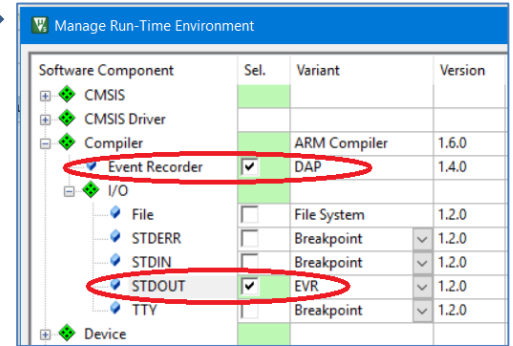 Manage Run-Time Environment
Software Component Sel. Variant Version
CMSIS
CMSIS Driver
Compiler ARM Compiler 1.6.0
Event Recorder DAP 1.4.0
I/O
File File System 1.2.0
STDERR Breakpoint 1.2.0
STDIN Breakpoint 1.2.0
STDOUT EVR 1.2.0
TTY Breakpoint 1.2.0
Device